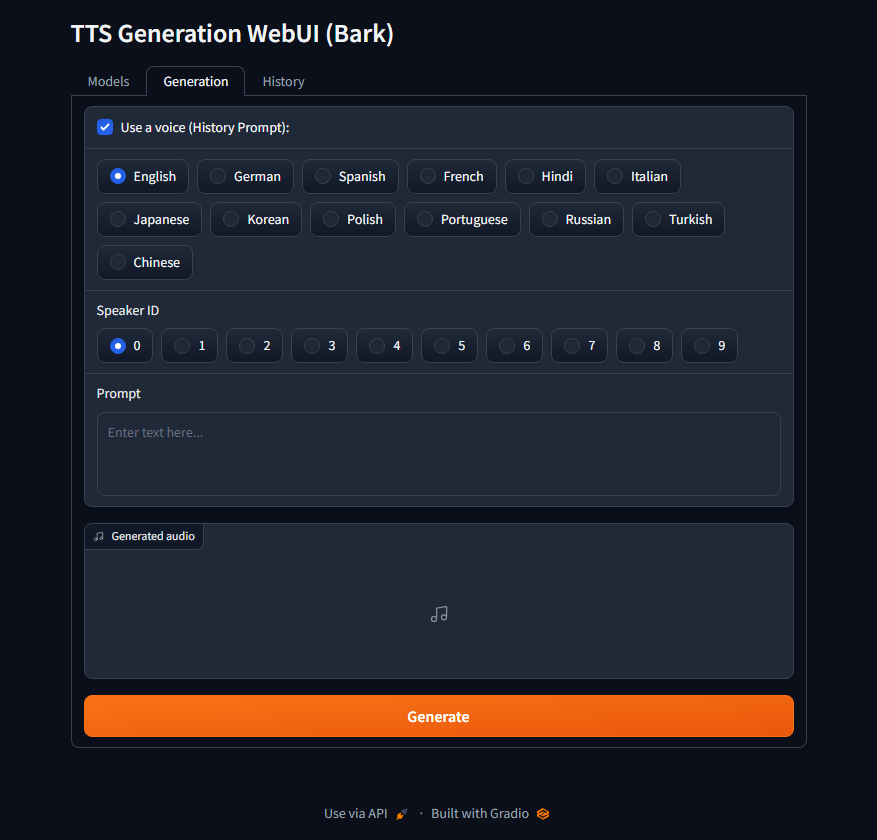 TTS Generation WebUI (Bark)
Models Generation History
Use a voice (History Prompt):
English German Spanish French Hindi Italian
Japanese Korean Polish Portuguese Russian Turkish
Chinese
Speaker ID
0 1 2 3 4 5 6 7 8 9
Prompt
Enter text here...
Generated audio
Generate
Use via API · Built with Gradio